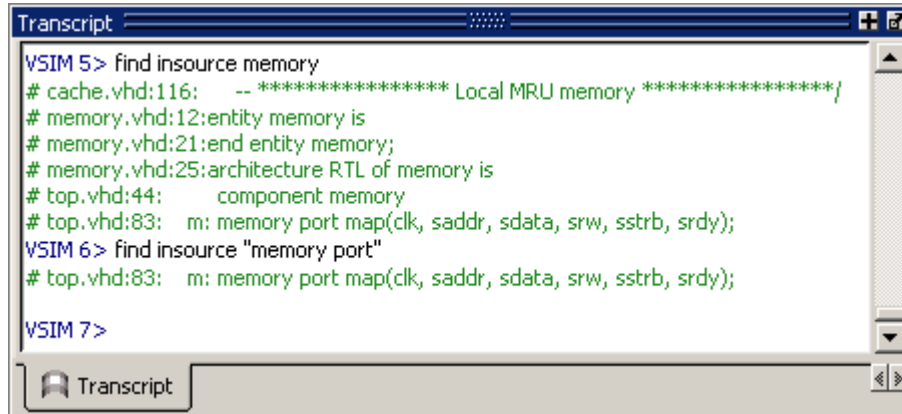 Transcript
VSIM 5> find insource memory
# cache.vhd:116:     -- **************** Local MRU memory ****************/
# memory.vhd:12:entity memory is
# memory.vhd:21:end entity memory;
# memory.vhd:25:architecture RTL of memory is
# top.vhd:44:       component memory
# top.vhd:83:   m: memory port map(clk, saddr, sdata, srw, sstrb, srdy);
VSIM 6> find insource "memory port"
# top.vhd:83:   m: memory port map(clk, saddr, sdata, srw, sstrb, srdy);
VSIM 7>
Transcript